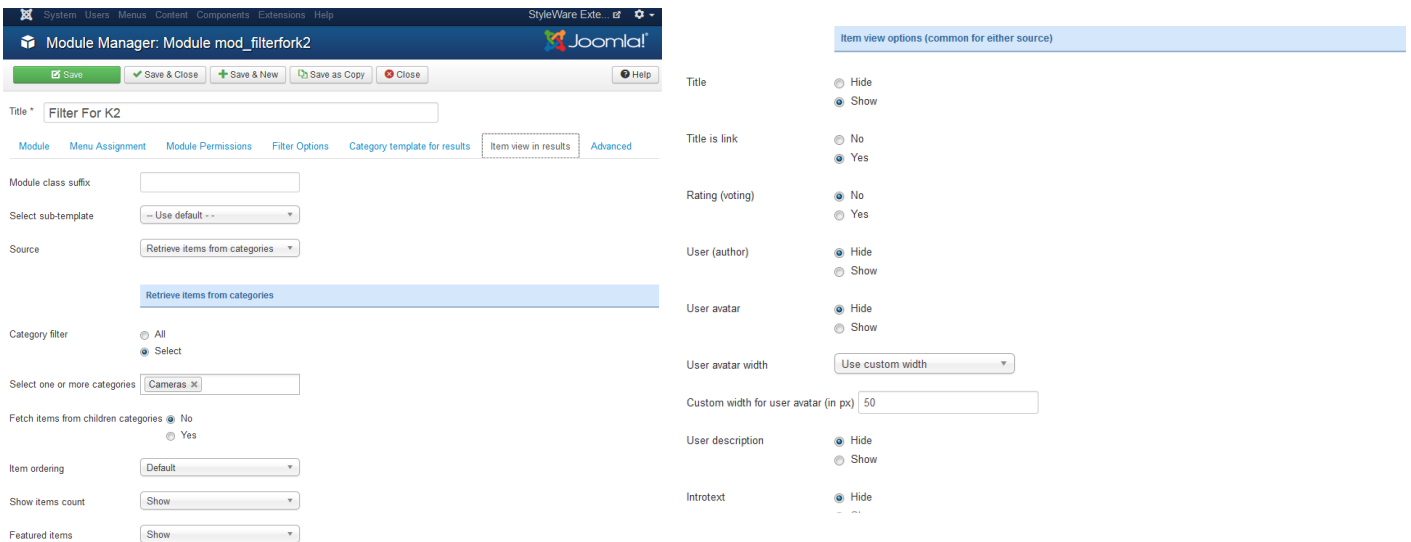 System Users Menus Content Components Extensions Help
StyleWare Exte...
Module Manager: Module mod_filterfork2
Joomla!
Save
Save & Close
Save & New
Save as Copy
Close
Help
Title *
Filter For K2
Module
Menu Assignment
Module Permissions
Filter Options
Category template for results
Item view in results
Advanced
Module class suffix
Select sub-template
-- Use default - -
Source
Retrieve items from categories
Retrieve items from categories
Category filter
All
Select
Select one or more categories
Cameras ×
Fetch items from children categories
No
Yes
Item ordering
Default
Show items count
Show
Featured items
Show
Item view options (common for either source)
Title
Hide
Show
Title is link
No
Yes
Rating (voting)
No
Yes
User (author)
Hide
Show
User avatar
Hide
Show
User avatar width
Use custom width
Custom width for user avatar (in px)
50
User description
Hide
Show
Introtext
Hide